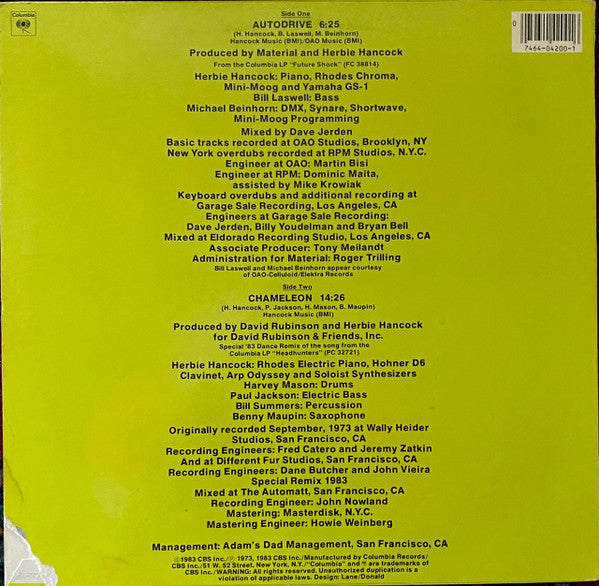 Columbia
Side One
AUTODRIVE 6:25
(H. Hancock, B. Laswell, M. Beinhorn)
Hancock Music (BMI)/OAO Music (BMI)
Produced by Material and Herbie Hancock
From the Columbia LP "Future Shock" (FC 38814)
Herbie Hancock: Piano, Rhodes Chroma,
Mini-Moog and Yamaha GS-1
Bill Laswell: Bass
Michael Beinhorn: DMX, Synare, Shortwave,
Mini-Moog Programming
Mixed by Dave Jerden
Basic tracks recorded at OAO Studios, Brooklyn, NY
New York overdubs recorded at RPM Studios, N.Y.C.
Engineer at OAO: Martin Bisi
Engineer at RPM: Dominic Maita,
assisted by Mike Krowiak
Keyboard overdubs and additional recording at
Garage Sale Recording, Los Angeles, CA
Engineers at Garage Sale Recording:
Dave Jerden, Billy Youdelman and Bryan Bell
Mixed at Eldorado Recording Studio, Los Angeles, CA
Associate Producer: Tony Meilandt
Administration for Material: Roger Trilling
Bill Laswell and Michael Beinhorn appear courtesy
of OAO-Celluloid/Elektra Records
Side Two
CHAMELEON 14:26
(H. Hancock, P. Jackson, H. Mason, B. Maupin)
Hancock Music (BMI)
Produced by David Rubinson and Herbie Hancock
for David Rubinson & Friends, Inc.
Special '83 Dance Remix of the song from the
Columbia LP "Headhunters" (PC 32721)
Herbie Hancock: Rhodes Electric Piano, Hohner D6
Clavinet, Arp Odyssey and Soloist Synthesizers
Harvey Mason: Drums
Paul Jackson: Electric Bass
Bill Summers: Percussion
Benny Maupin: Saxophone
Originally recorded September, 1973 at Wally Heider
Studios, San Francisco, CA
Recording Engineers: Fred Catero and Jeremy Zatkin
And at Different Fur Studios, San Francisco, CA
Recording Engineers: Dane Butcher and John Vieira
Special Remix 1983
Mixed at The Automatt, San Francisco, CA
Recording Engineer: John Nowland
Mastering: Masterdisk, N.Y.C.
Mastering Engineer: Howie Weinberg
Management: Adam's Dad Management, San Francisco, CA
©1983 CBS Inc./℗ 1973, 1983 CBS Inc./Manufactured by Columbia Records/
CBS Inc./51 W. 52 Street, New York, N.Y./"Columbia" and are trademarks of
CBS Inc./WARNING: All rights reserved. Unauthorized duplication is a
violation of applicable laws. Design: Lane/Donald
0
7464-04200-1